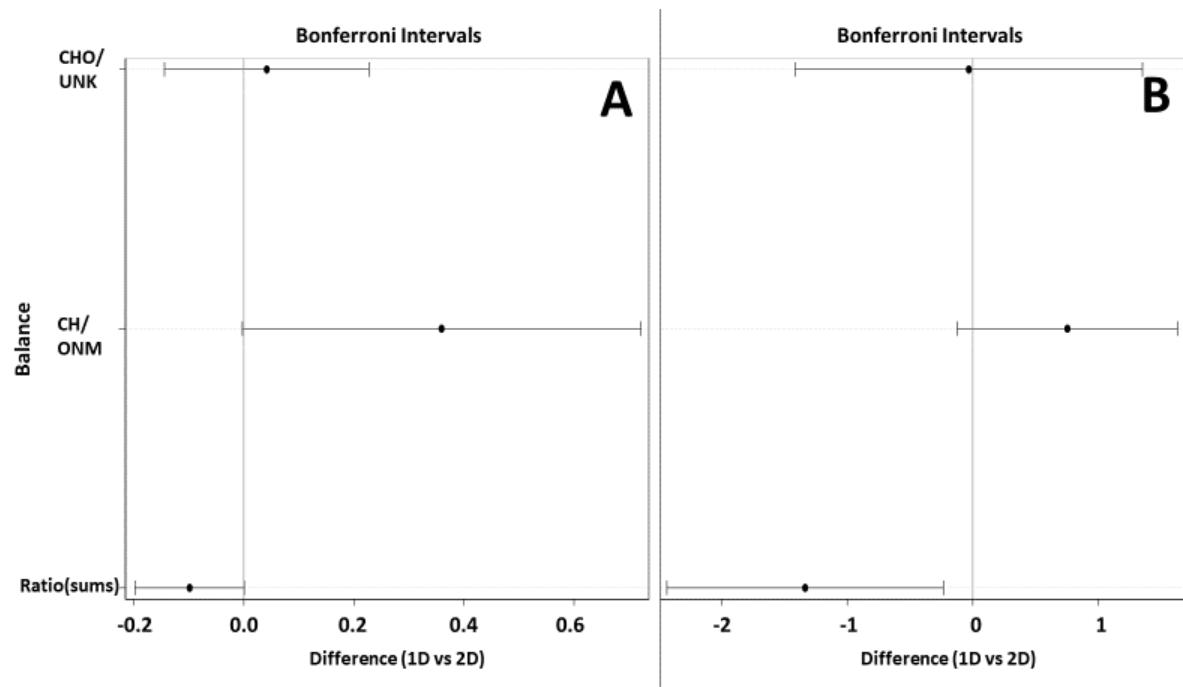 Bonferroni Intervals
A
CHO/
UNK
CH/
ONM
Ratio(sums)
Balance
-0.2 0.0 0.2 0.4 0.6
Difference (1D vs 2D)
Bonferroni Intervals
B
-2 -1 0 1
Difference (1D vs 2D)